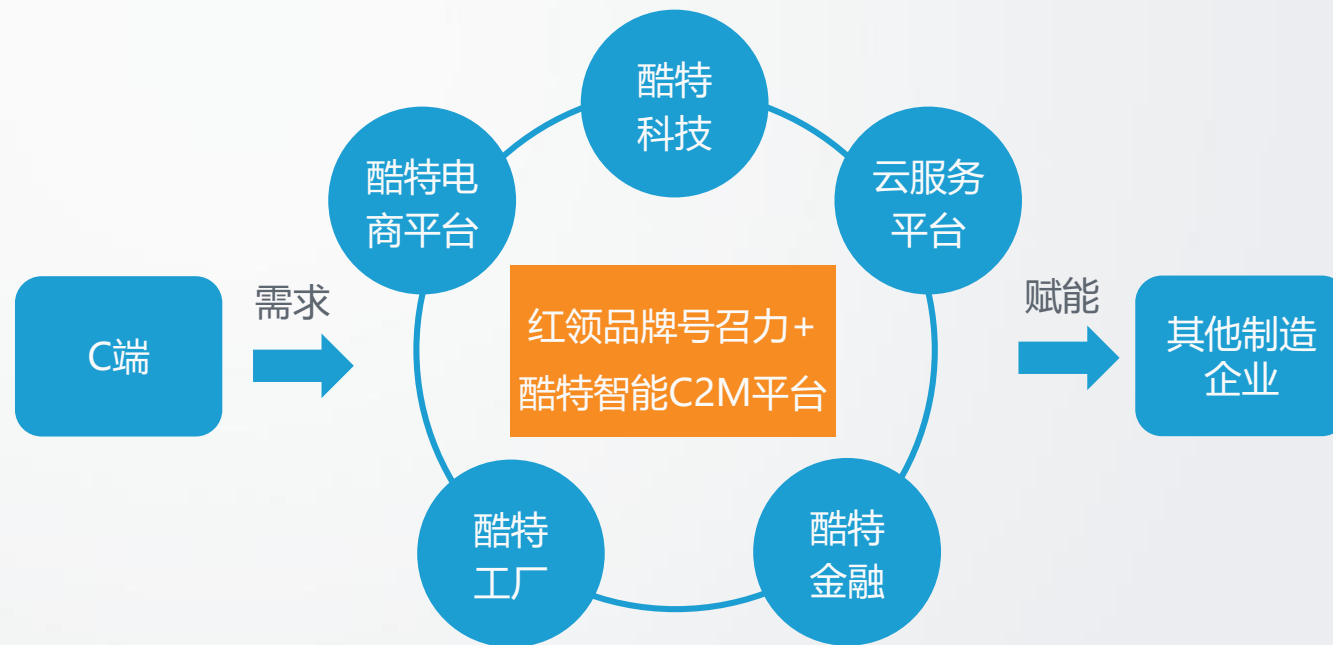 酷特
科技
酷特电
商平台
云服务
平台
C端
需求
红领品牌号召力+
酷特智能C2M平台
赋能
其他制造
企业
酷特
工厂
酷特
金融